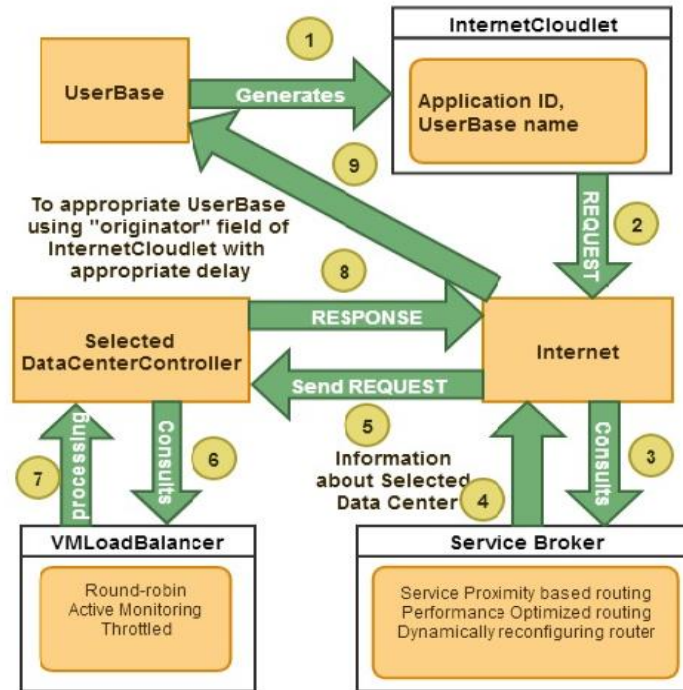 1
InternetCloudlet
UserBase
Generates
Application ID,
UserBase name
9
To appropriate UserBase
using "originator" field of
InternetCloudlet with
appropriate delay
REQUEST
2
8
Selected
DataCenterController
RESPONSE
Internet
Send REQUEST
5
Information
about Selected
Data Center
4
Consults
3
processing
7
Consults
6
VMLoadBalancer
Round-robin
Active Monitoring
Throttled
Service Broker
Service Proximity based routing
Performance Optimized routing
Dynamically reconfiguring router